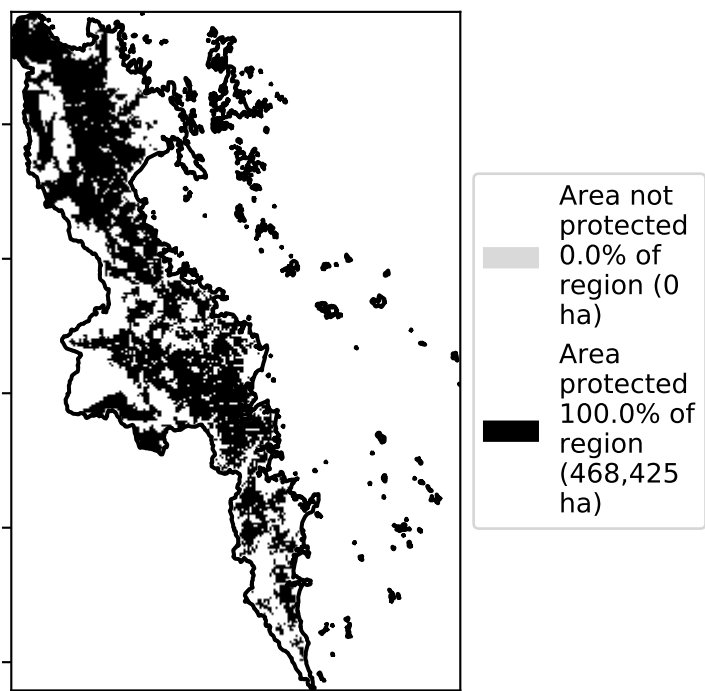 Area not
protected
0.0% of
region (0
ha)
Area
protected
100.0% of
region
(468,425
ha)